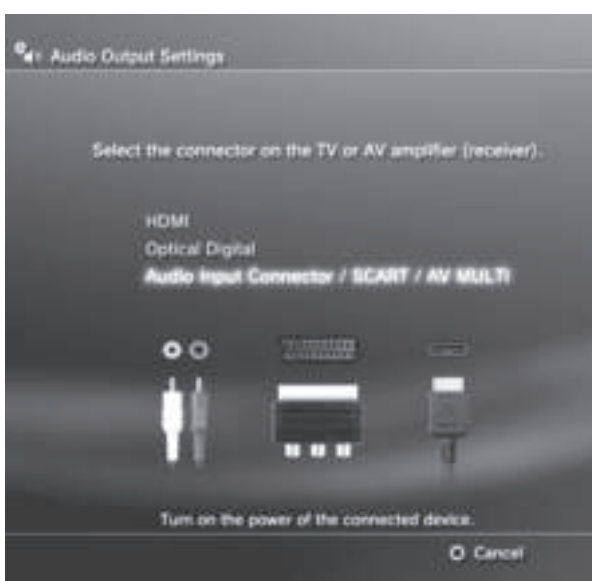 Audio Output Settings
Select the connector on the TV or AV amplifier (receiver).
HDMI
Optical Digital
Audio Input Connector / SCART / AV MULTI
Turn on the power of the connected device.
Cancel